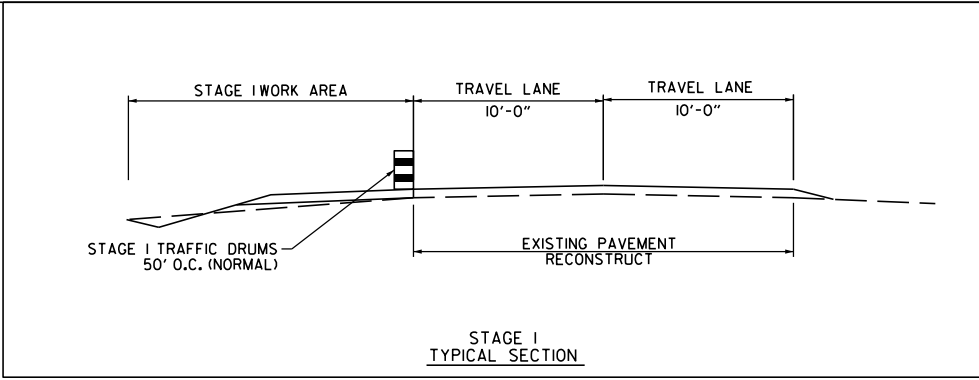 STAGE I WORK AREA
TRAVEL LANE
10'-0"
TRAVEL LANE
10'-0"
STAGE I TRAFFIC DRUMS
50' O.C. (NORMAL)
EXISTING PAVEMENT
RECONSTRUCT
STAGE I
TYPICAL SECTION